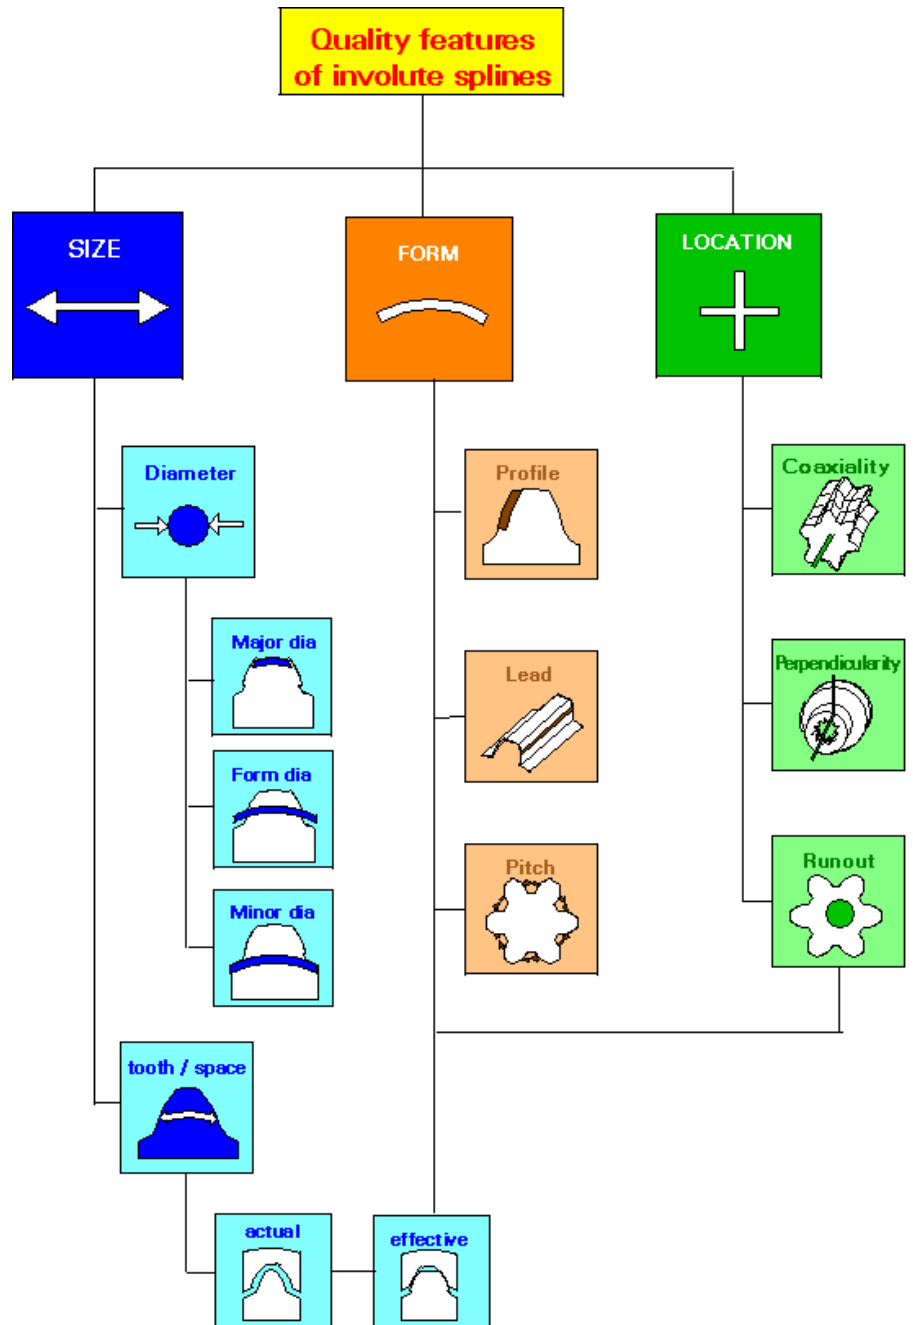 Quality features
of involute splines
SIZE
FORM
LOCATION
Diameter
Profile
Coaxiality
Major dia
Lead
Perpendicularity
Form dia
Pitch
Runout
Minor dia
tooth / space
actual
effective